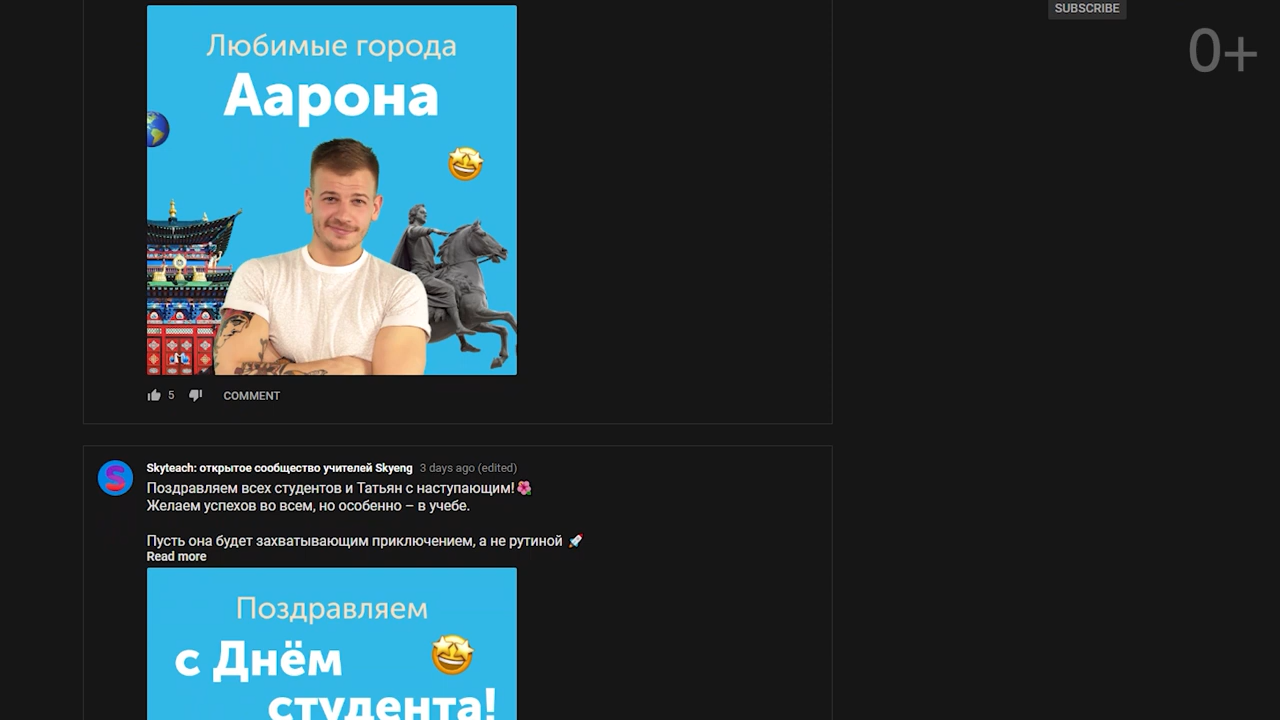 SUBSCRIBE
0+
Любимые города
Аарона
5 COMMENT
Skyteach: открытое сообщество учителей Skyeng 3 days ago (edited)
Поздравляем всех студентов и Татьян с наступающим!🌺
Желаем успехов во всем, но особенно – в учебе.
Пусть она будет захватывающим приключением, а не рутиной 🚀
Read more
Поздравляем
с Днём
студента!